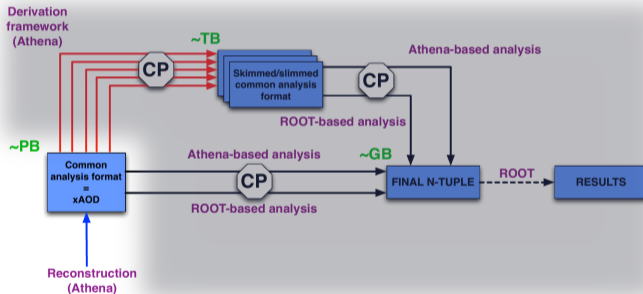 Derivation
framework
(Athena)
~TB
CP
Skimmed/slimmed
common analysis
format
CP
Athena-based analysis
ROOT-based analysis
~PB
Common
analysis format
=
xAOD
Athena-based analysis
CP
ROOT-based analysis
~GB
FINAL N-TUPLE
ROOT
RESULTS
Reconstruction
(Athena)